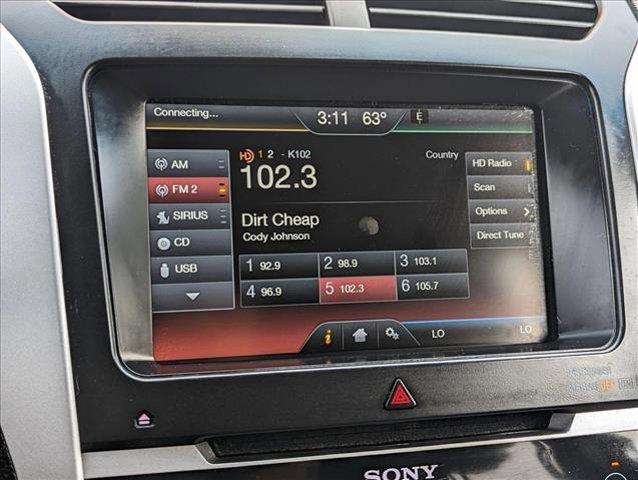 Connecting...
3:11 63° E
HD 1 2 - K102 Country
102.3
AM
FM 2
SIRIUS
CD
USB
Dirt Cheap
Cody Johnson
1 92.9 2 98.9 3 103.1
4 96.9 5 102.3 6 105.7
HD Radio
Scan
Options
Direct Tune
i LO LO
SONY